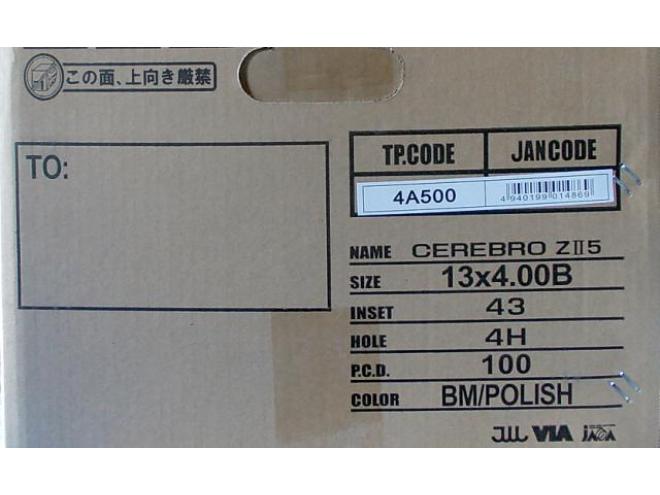 この面、上向き厳禁
TO:
TP.CODE JANCODE
4A500 4940199014869
NAME CEREBRO ZⅡ5
SIZE 13x4.00B
INSET 43
HOLE 4H
P.C.D. 100
COLOR BM/POLISH
JWL VIA